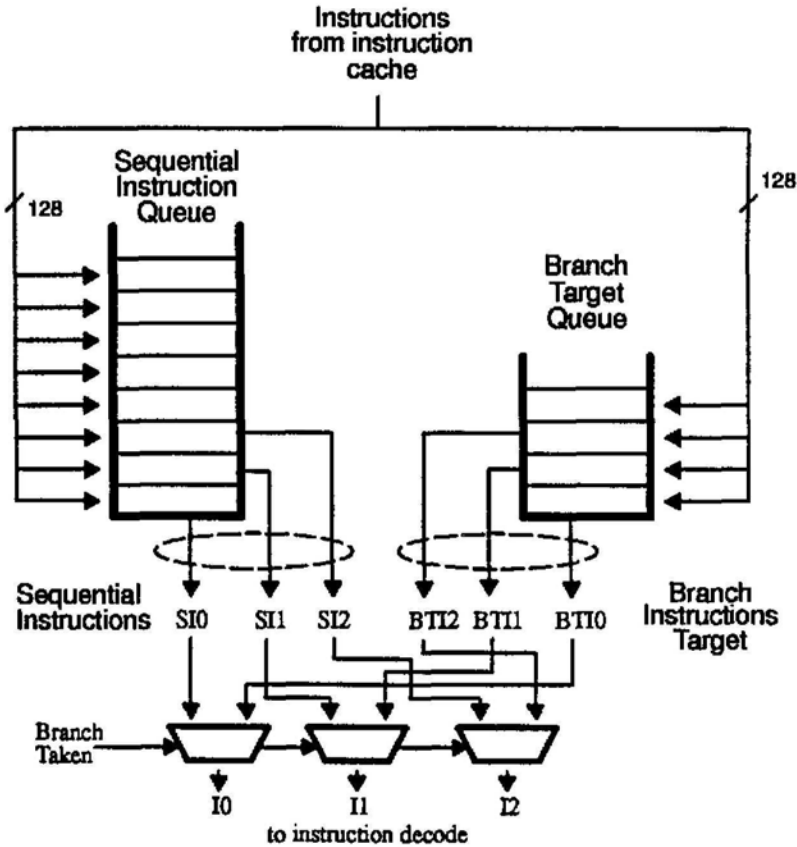 Instructions
from instruction
cache
Sequential
Instruction
Queue
128
128
Branch
Target
Queue
Sequential
Instructions
SI0
SI1
SI2
BTI2
BTI1
BTI0
Branch
Instructions
Target
Branch
Taken
I0
I1
I2
to instruction decode